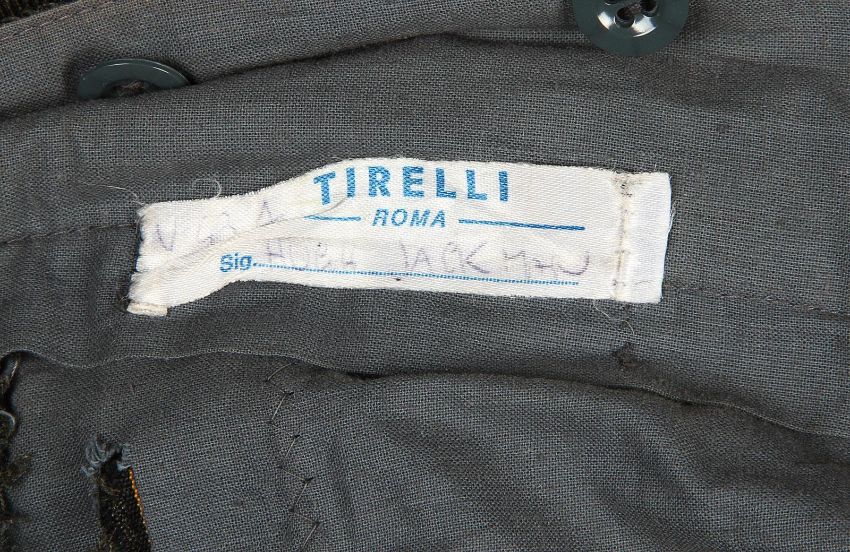 TIRELLI
ROMA
Sig. HUGH JACKMAN